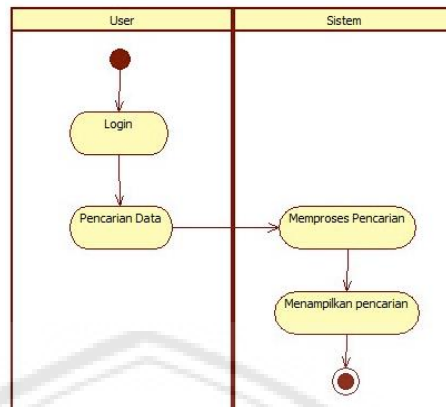 User
Sistem
Login
Pencarian Data
Memproses Pencarian
Menampilkan pencarian